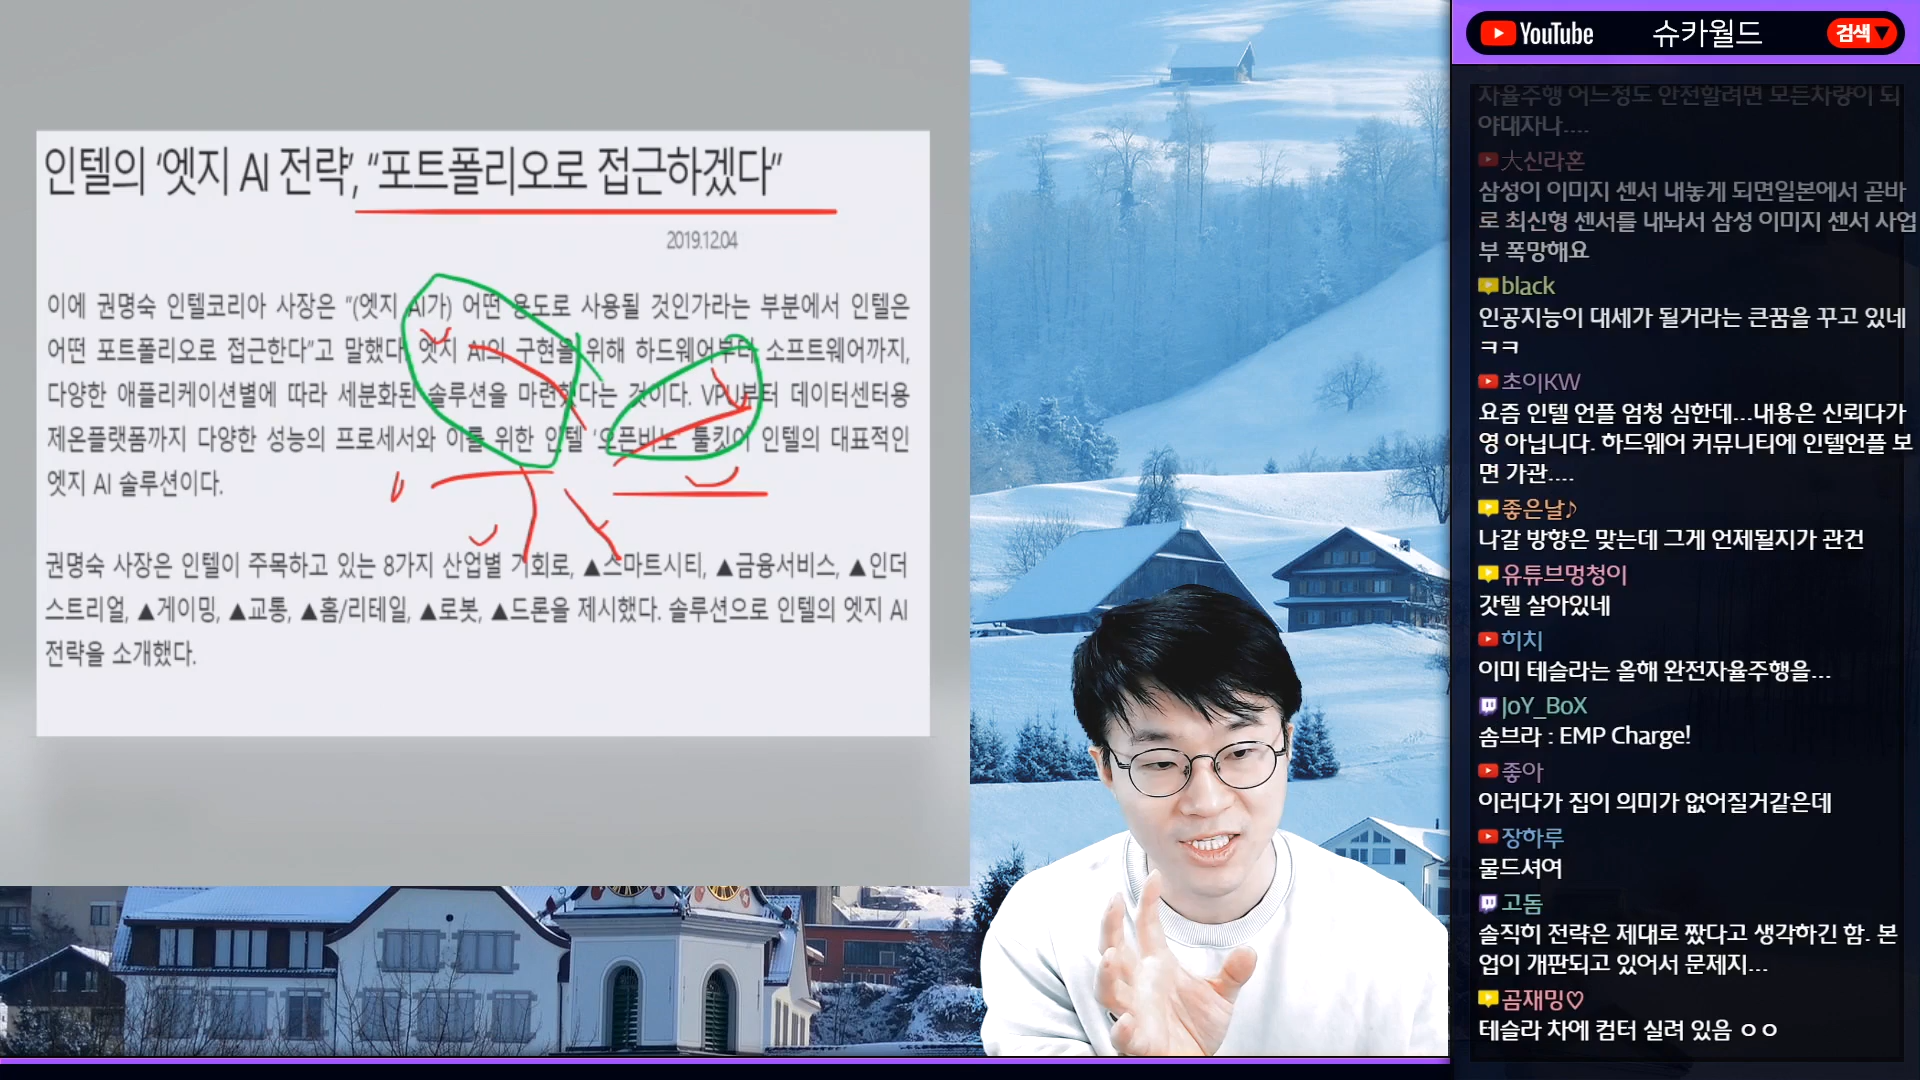 인텔의 ‘엣지 AI 전략’, “포트폴리오로 접근하겠다”
2019.12.04
이에 권명숙 인텔코리아 사장은 “(엣지 AI가) 어떤 용도로 사용될 것인가라는 부분에서 인텔은
어떤 포트폴리오로 접근한다”고 말했다. 엣지 AI의 구현을 위해 하드웨어부터 소프트웨어까지,
다양한 애플리케이션별에 따라 세분화된 솔루션을 마련했다는 것이다. VPU부터 데이터센터용
제온플랫폼까지 다양한 성능의 프로세서와 이를 위한 인텔 ‘오픈비노’ 툴킷이 인텔의 대표적인
엣지 AI 솔루션이다.
권명숙 사장은 인텔이 주목하고 있는 8가지 산업별 기회로, ▲스마트시티, ▲금융서비스, ▲인더
스트리얼, ▲게이밍, ▲교통, ▲홈/리테일, ▲로봇, ▲드론을 제시했다. 솔루션으로 인텔의 엣지 AI
전략을 소개했다.
YouTube 슈카월드 검색▼
자율주행 어느정도 안전할려면 모든차량이 되
야대자나....
大신라혼
삼성이 이미지 센서 내놓게 되면일본에서 곧바
로 최신형 센서를 내놔서 삼성 이미지 센서 사업
부 폭망해요
black
인공지능이 대세가 될거라는 큰꿈을 꾸고 있네
ㅋㅋ
초이KW
요즘 인텔 언플 엄청 심한데...내용은 신뢰다가
영 아닙니다. 하드웨어 커뮤니티에 인텔언플 보
면 가관....
좋은날♪
나갈 방향은 맞는데 그게 언제될지가 관건
유튜브멍청이
갓텔 살아있네
히치
이미 테슬라는 올해 완전자율주행을...
JoY_BoX
솜브라 : EMP Charge!
좋아
이러다가 집이 의미가 없어질거같은데
장하루
물드셔여
고돔
솔직히 전략은 제대로 짰다고 생각하긴 함. 본
업이 개판되고 있어서 문제지...
곰재밍♡
테슬라 차에 컴터 실려 있음 ㅇㅇ